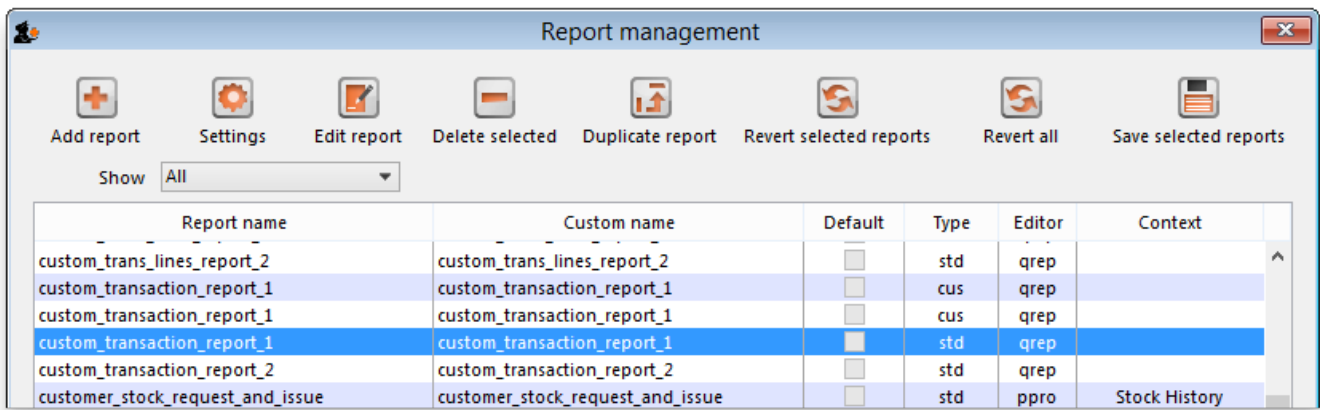 Report management
Add report Settings Edit report Delete selected Duplicate report Revert selected reports Revert all Save selected reports
Show All
Report name Custom name Default Type Editor Context
custom_trans_lines_report_2 custom_trans_lines_report_2 std qrep
custom_transaction_report_1 custom_transaction_report_1 cus qrep
custom_transaction_report_1 custom_transaction_report_1 cus qrep
custom_transaction_report_1 custom_transaction_report_1 std qrep
custom_transaction_report_2 custom_transaction_report_2 std qrep
customer_stock_request_and_issue customer_stock_request_and_issue std ppro Stock History